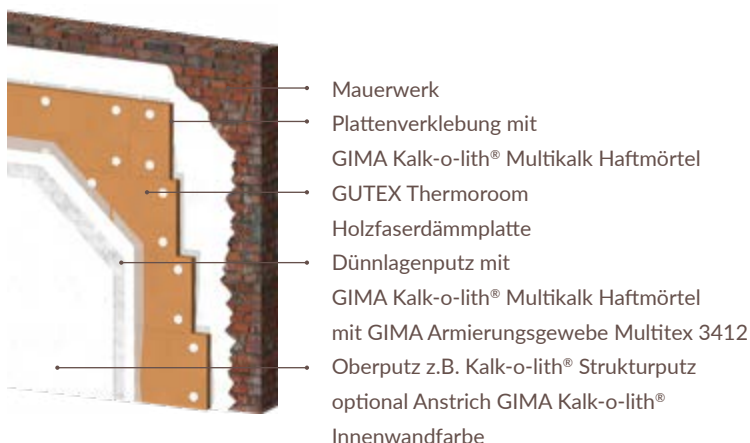 Mauerwerk
Plattenverklebung mit
GIMA Kalk-o-lith® Multikalk Haftmörtel
GUTEX Thermoroom
Holzfaserdämmplatte
Dünnlagenputz mit
GIMA Kalk-o-lith® Multikalk Haftmörtel
mit GIMA Armierungsgewebe Multitex 3412
Oberputz z.B. Kalk-o-lith® Strukturputz
optional Anstrich GIMA Kalk-o-lith®
Innenwandfarbe